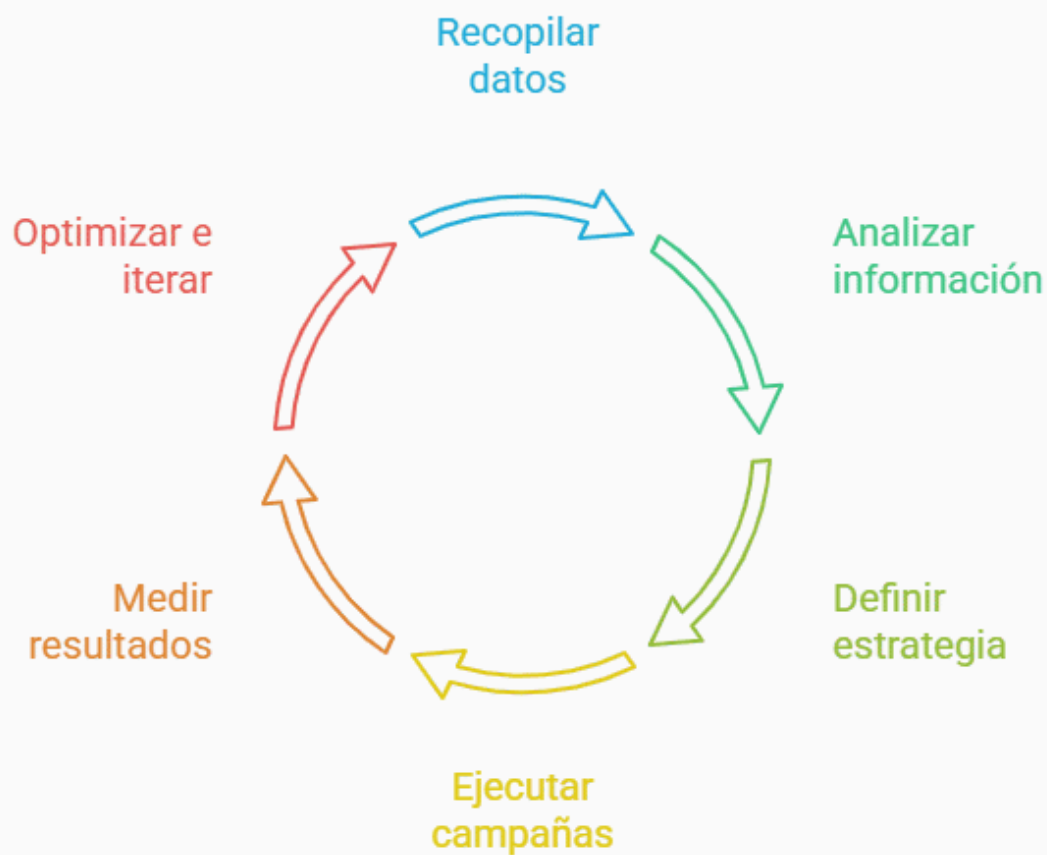 Recopilar
datos
Analizar
información
Definir
estrategia
Ejecutar
campañas
Medir
resultados
Optimizar e
iterar